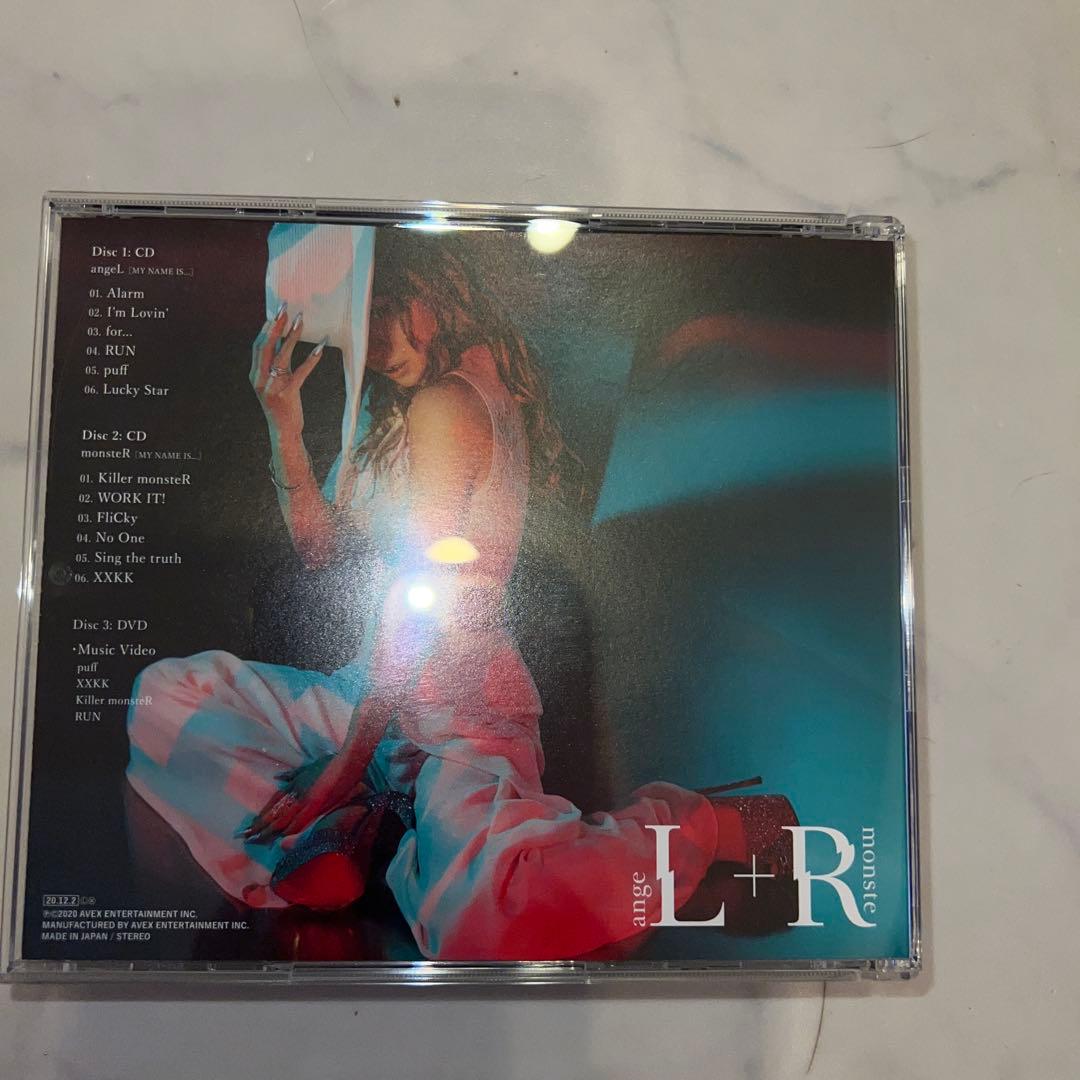 Disc 1: CD
angeL [MY NAME IS...]
01. Alarm
02. I'm Lovin'
03. for...
04. RUN
05. puff
06. Lucky Star
Disc 2: CD
monsteR [MY NAME IS...]
01. Killer monsteR
02. WORK IT!
03. FliCky
04. No One
05. Sing the truth
06. XXKK
Disc 3: DVD
・Music Video
puff
XXKK
Killer monsteR
RUN
ange L + R monste
20.12.2
℗©2020 AVEX ENTERTAINMENT INC.
MANUFACTURED BY AVEX ENTERTAINMENT INC.
MADE IN JAPAN / STEREO